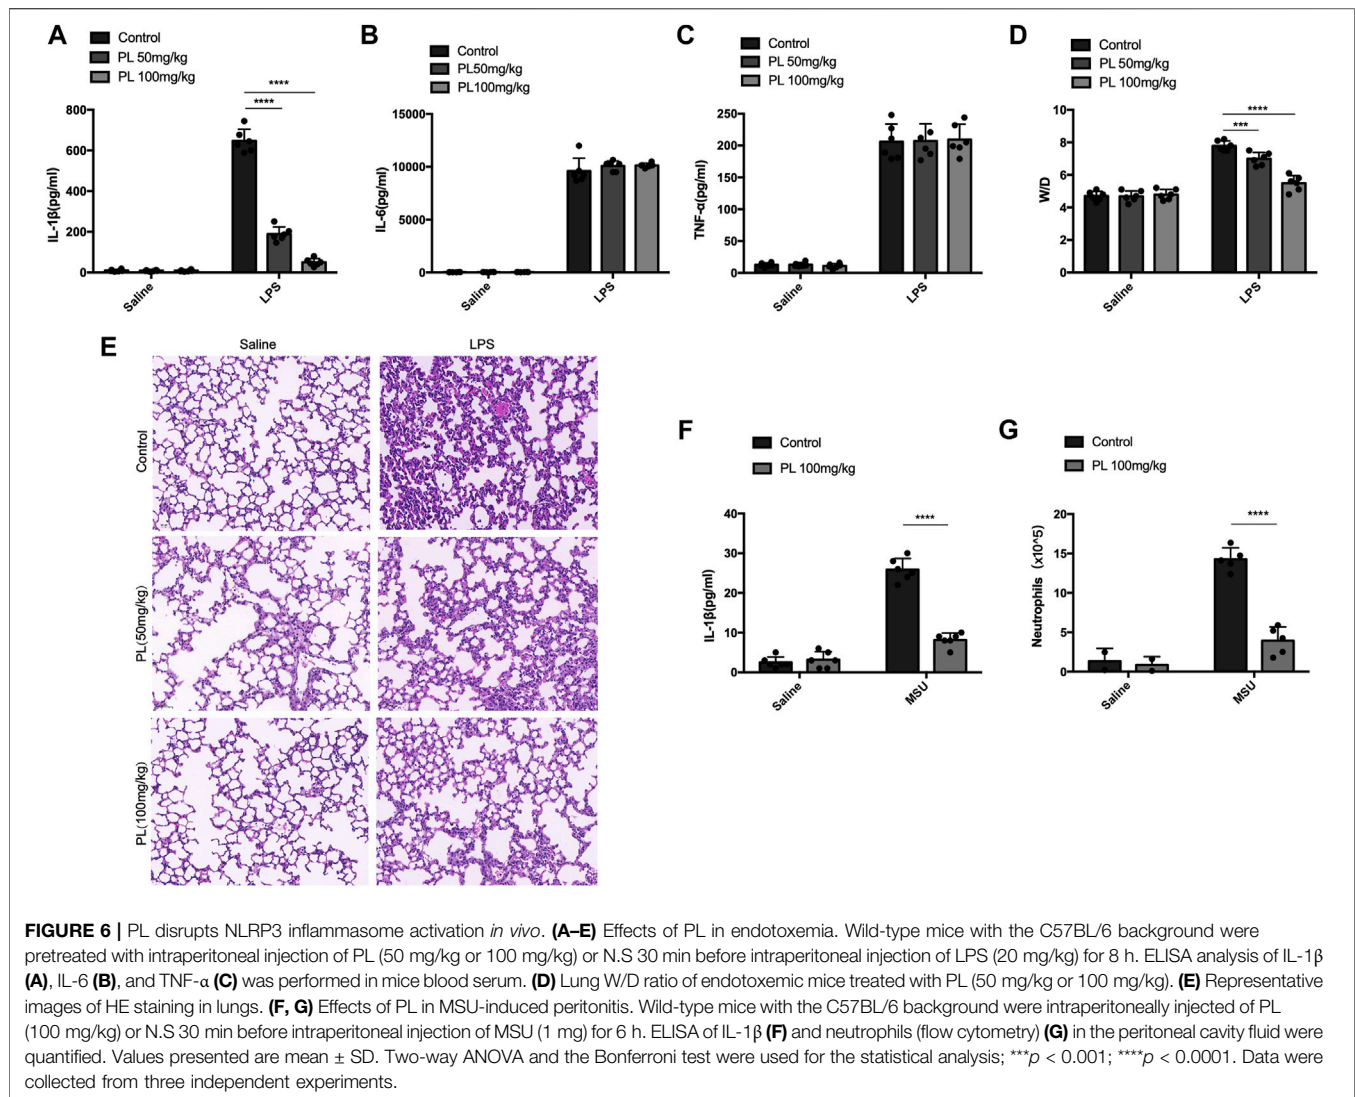 A
Control
PL 50mg/kg
PL 100mg/kg
****
****
800
600
400
200
0
IL-1β(pg/ml)
Saline
LPS
B
Control
PL50mg/kg
PL100mg/kg
15000
10000
5000
0
IL-6(pg/ml)
Saline
LPS
C
Control
PL 50mg/kg
PL 100mg/kg
250
200
150
100
50
0
TNF-α(pg/ml)
Saline
LPS
D
Control
PL 50mg/kg
PL 100mg/kg
****
***
10
8
6
4
2
0
W/D
Saline
LPS
E
Saline
LPS
Control
PL(50mg/kg)
PL(100mg/kg)
F
Control
PL 100mg/kg
****
40
30
20
10
0
IL-1β(pg/ml)
Saline
MSU
G
Control
PL 100mg/kg
****
20
15
10
5
0
Neutrophils (x10^5)
Saline
MSU
FIGURE 6 | PL disrupts NLRP3 inflammasome activation in vivo. (A–E) Effects of PL in endotoxemia. Wild-type mice with the C57BL/6 background were
pretreated with intraperitoneal injection of PL (50 mg/kg or 100 mg/kg) or N.S 30 min before intraperitoneal injection of LPS (20 mg/kg) for 8 h. ELISA analysis of IL-1β
(A), IL-6 (B), and TNF-α (C) was performed in mice blood serum. (D) Lung W/D ratio of endotoxemic mice treated with PL (50 mg/kg or 100 mg/kg). (E) Representative
images of HE staining in lungs. (F, G) Effects of PL in MSU-induced peritonitis. Wild-type mice with the C57BL/6 background were intraperitoneally injected of PL
(100 mg/kg) or N.S 30 min before intraperitoneal injection of MSU (1 mg) for 6 h. ELISA of IL-1β (F) and neutrophils (flow cytometry) (G) in the peritoneal cavity fluid were
quantified. Values presented are mean ± SD. Two-way ANOVA and the Bonferroni test were used for the statistical analysis; ***p < 0.001; ****p < 0.0001. Data were
collected from three independent experiments.